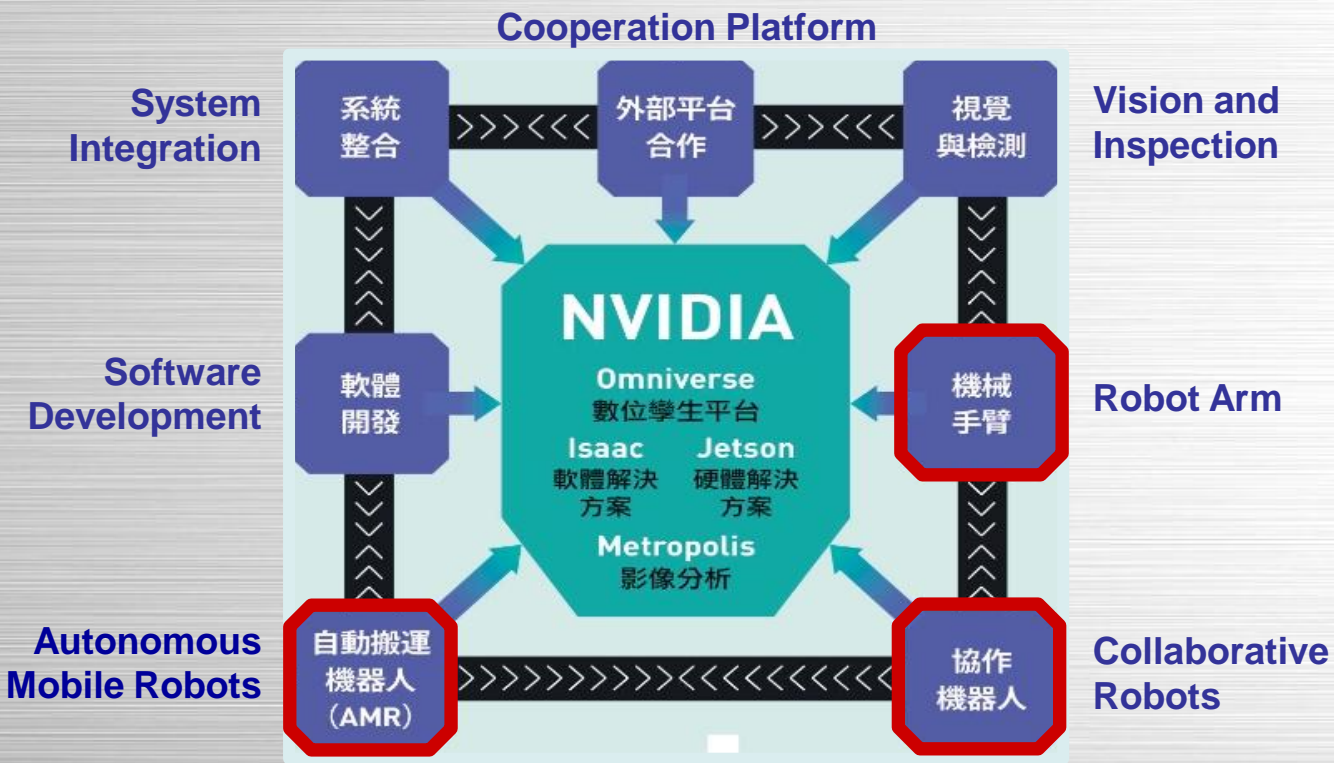 Cooperation Platform
System
Integration
系統
整合
>>><<<
外部平台
合作
>>><<<
視覺
與檢測
Vision and
Inspection
NVIDIA
Omniverse
數位孿生平台
Isaac
軟體解決
方案
Jetson
硬體解決
方案
Metropolis
影像分析
Software
Development
軟體
開發
機械
手臂
Robot Arm
Autonomous
Mobile Robots
自動搬運
機器人
(AMR)
>>>>>>>>>><<<<<<<<<<
協作
機器人
Collaborative
Robots